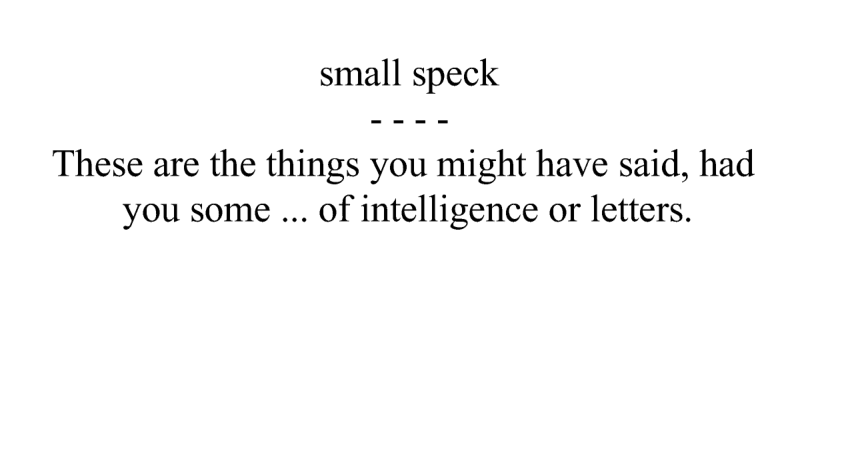 small speck
- - - -
These are the things you might have said, had
you some ... of intelligence or letters.